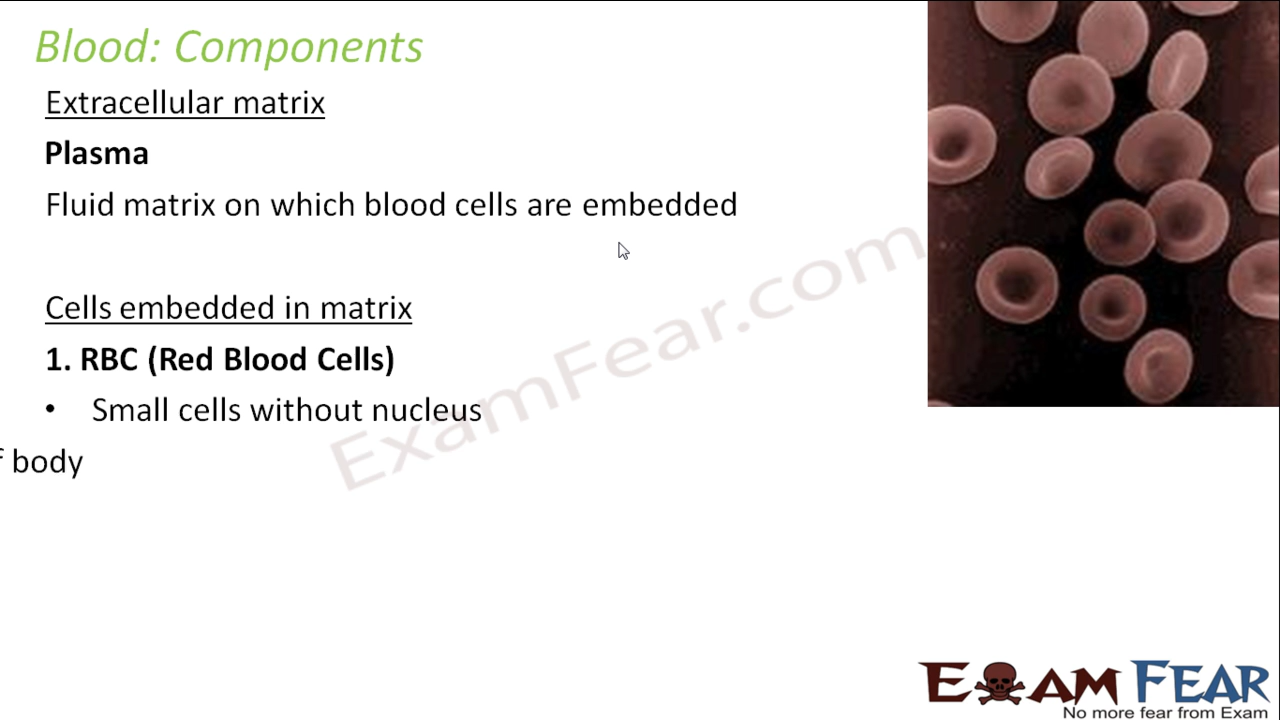 Blood: Components
Extracellular matrix
Plasma
Fluid matrix on which blood cells are embedded
Cells embedded in matrix
1. RBC (Red Blood Cells)
• Small cells without nucleus
body
ExamFear.com
EXAM FEAR
No more fear from Exam